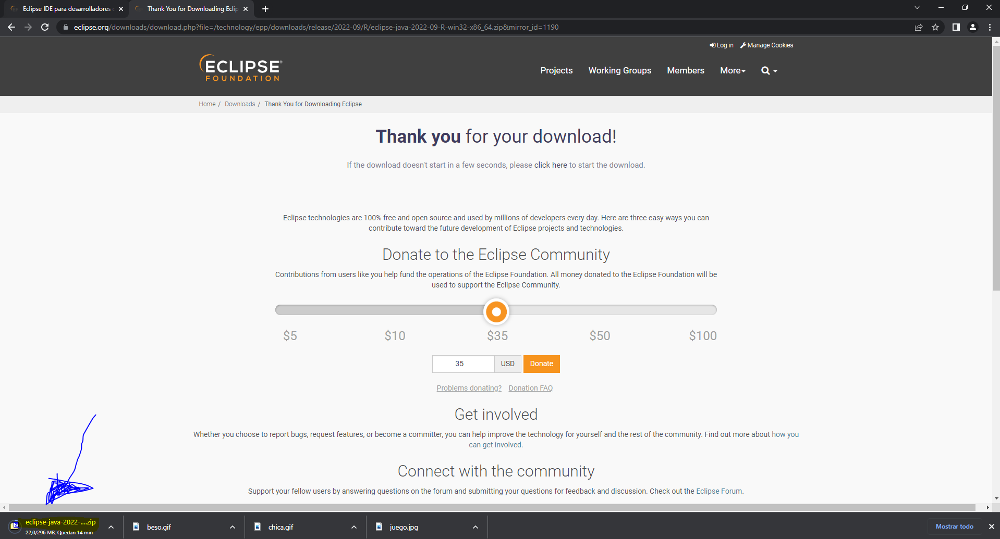 Eclipse IDE para desarrolladores
Thank You for Downloading Eclip
eclipse.org/downloads/download.php?file=/technology/epp/downloads/release/2022-09/R/eclipse-java-2022-09-R-win32-x86_64.zip&mirror_id=1190
Log in Manage Cookies
ECLIPSE®
FOUNDATION
Projects Working Groups Members More
Home / Downloads / Thank You for Downloading Eclipse
Thank you for your download!
If the download doesn't start in a few seconds, please click here to start the download.
Eclipse technologies are 100% free and open source and used by millions of developers every day. Here are three easy ways you can
contribute toward the future development of Eclipse projects and technologies.
Donate to the Eclipse Community
Contributions from users like you help fund the operations of the Eclipse Foundation. All money donated to the Eclipse Foundation will be
used to support the Eclipse Community.
$5 $10 $35 $50 $100
35 USD Donate
Problems donating? Donation FAQ
Get involved
Whether you choose to report bugs, request features, or become a committer, you can help improve the technology for yourself and the rest of the community. Find out more about how you
can get involved.
Connect with the community
Support your fellow users by answering questions on the forum and submitting your questions for feedback and discussion. Check out the Eclipse Forum.
eclipse-java-2022-....zip
22,0/296 MB, Quedan 14 min
beso.gif
chica.gif
juego.jpg
Mostrar todo